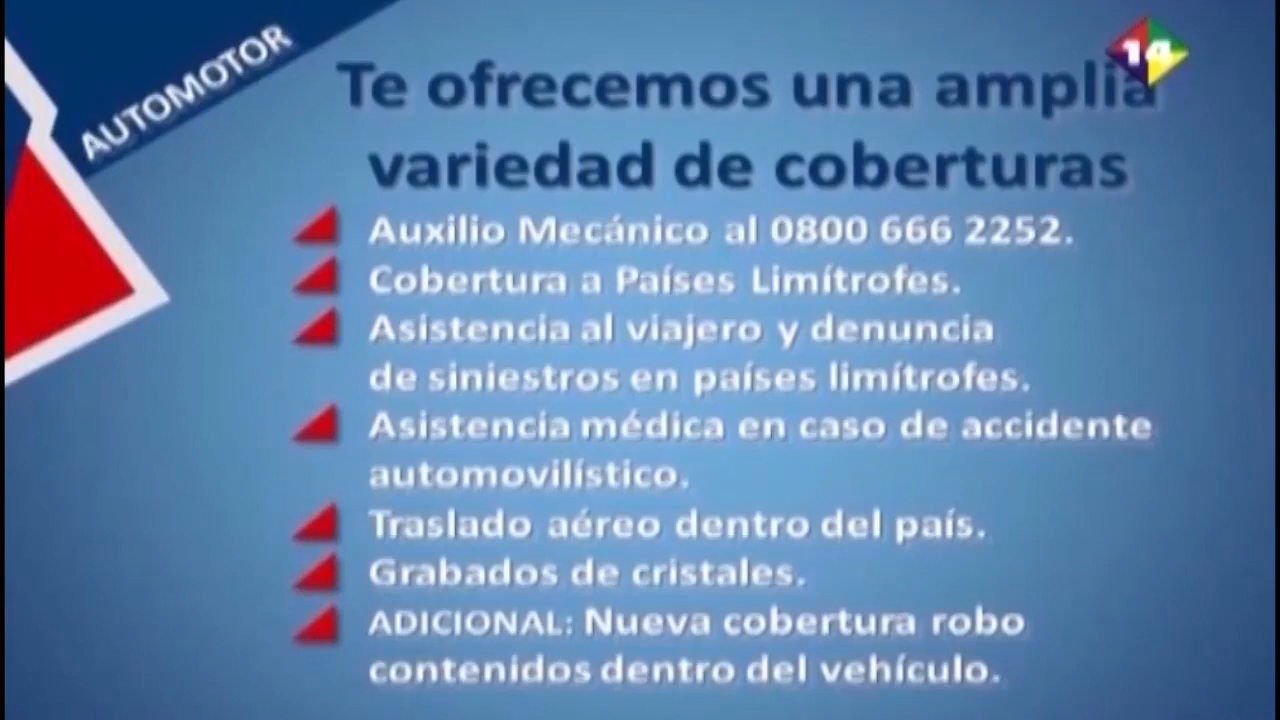 AUTOMOTOR
14
Te ofrecemos una amplia
variedad de coberturas
Auxilio Mecánico al 0800 666 2252.
Cobertura a Países Limítrofes.
Asistencia al viajero y denuncia
de siniestros en países limítrofes.
Asistencia médica en caso de accidente
automovilístico.
Traslado aéreo dentro del país.
Grabados de cristales.
ADICIONAL: Nueva cobertura robo
contenidos dentro del vehículo.